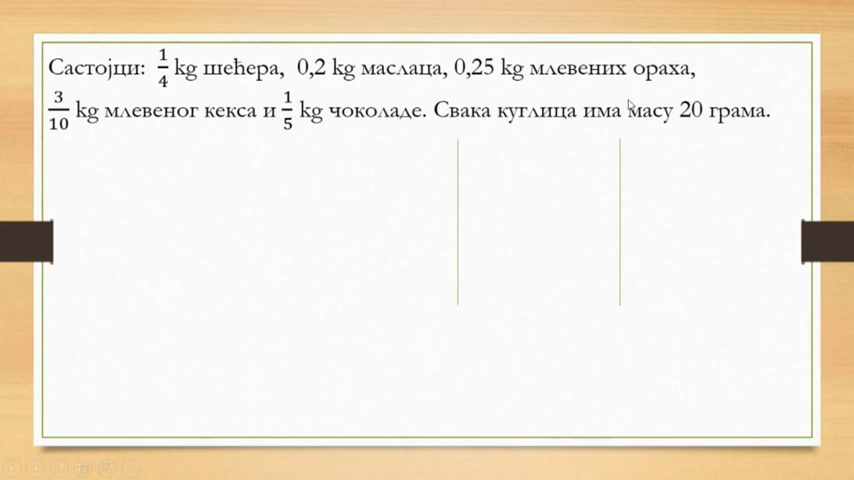 Састојци: 1/4 kg шећера, 0,2 kg маслаца, 0,25 kg млевених ораха,
3/10 kg млевеног кекса и 1/5 kg чоколаде. Свака куглица има масу 20 грама.